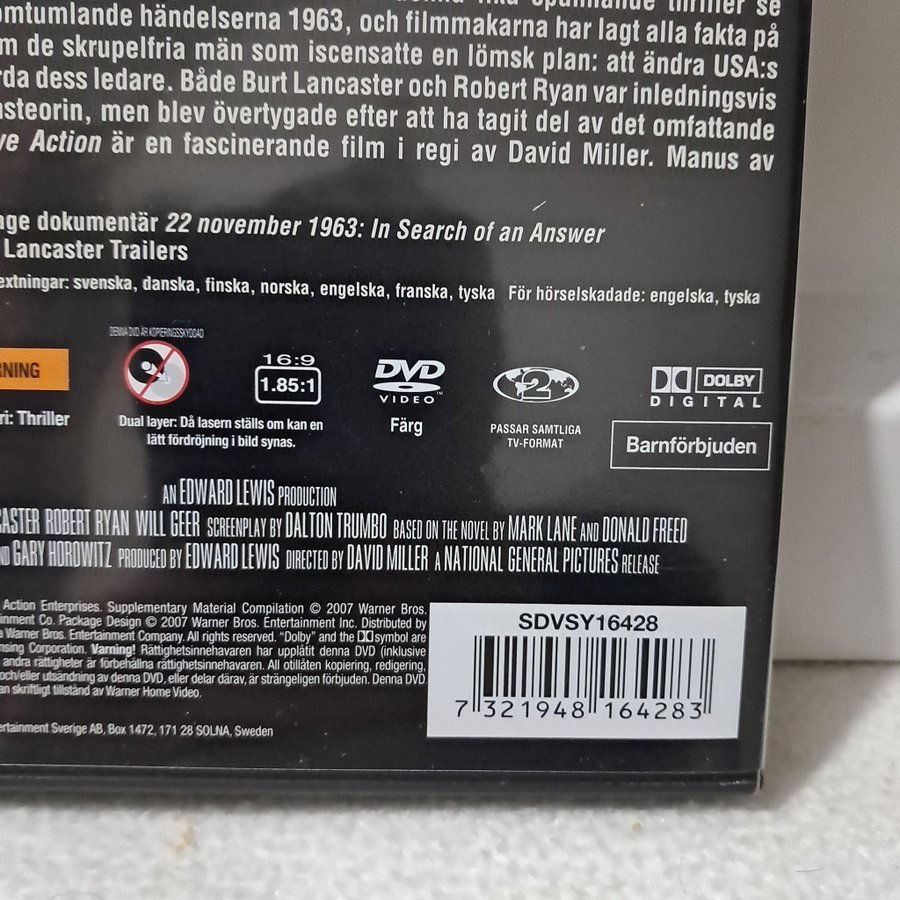 spännande thriller se
omtumlande händelserna 1963, och filmmakarna har lagt alla fakta på
m de skrupelfria män som iscensatte en lömsk plan: att ändra USA:s
rda dess ledare. Både Burt Lancaster och Robert Ryan var inledningsvis
nsteorin, men blev övertygade efter att ha tagit del av det omfattande
ve Action är en fascinerande film i regi av David Miller. Manus av
nge dokumentär 22 november 1963: In Search of an Answer
Lancaster Trailers
extningar: svenska, danska, finska, norska, engelska, franska, tyska För hörselskadade: engelska, tyska
DENNA DVD ÄR KOPIERINGSSKYDDAD
RNING
16:9
1.85:1
DVD
VIDEO™
2
DOLBY
DIGITAL
ri: Thriller
Dual layer: Då lasern ställs om kan en
lätt fördröjning i bild synas.
Färg
PASSAR SAMTLIGA
TV-FORMAT
Barnförbjuden
AN EDWARD LEWIS PRODUCTION
CASTER ROBERT RYAN WILL GEER SCREENPLAY BY DALTON TRUMBO BASED ON THE NOVEL BY MARK LANE AND DONALD FREED
ND GARY HOROWITZ PRODUCED BY EDWARD LEWIS DIRECTED BY DAVID MILLER A NATIONAL GENERAL PICTURES RELEASE
Action Enterprises. Supplementary Material Compilation © 2007 Warner Bros.
inment Co. Package Design © 2007 Warner Bros. Entertainment Inc. Distributed by
a Warner Bros. Entertainment Company. All rights reserved. "Dolby" and the symbol are
nsing Corporation. Varning! Rättighetsinnehavaren har upplåtit denna DVD (inklusive
andra rättigheter är förbehållna rättighetsinnehavaren. All otillåten kopiering, redigering,
och/eller utsändning av denna DVD, eller delar därav, är strängeligen förbjuden. Denna DVD
an skriftligt tillstånd av Warner Home Video.
ertainment Sverige AB, Box 1472, 171 28 SOLNA, Sweden
SDVSY16428
7 321948 164283